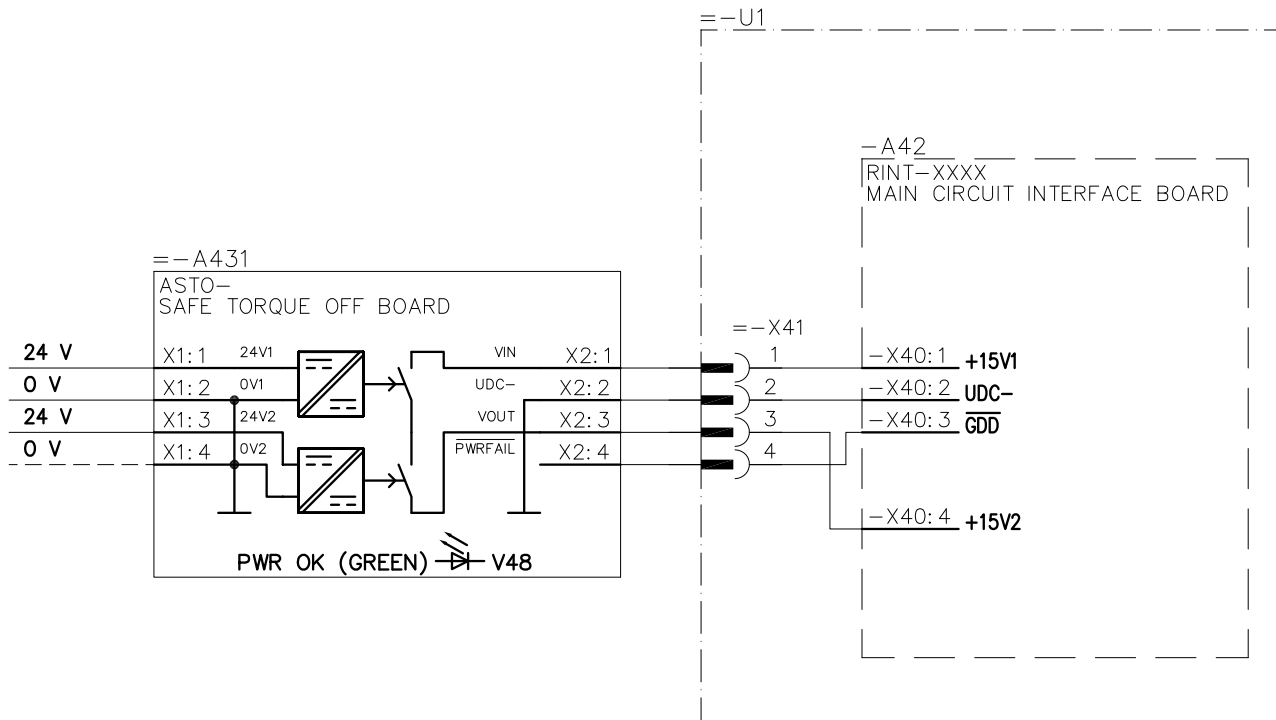 =-U1
-A42
RINT-XXXX
MAIN CIRCUIT INTERFACE BOARD
=-A431
ASTO-
SAFE TORQUE OFF BOARD
=-X41
24 V X1:1 24V1 VIN X2:1 1 -X40:1 +15V1
0 V X1:2 0V1 UDC- X2:2 2 -X40:2 UDC-
24 V X1:3 24V2 VOUT X2:3 3 -X40:3 GDD
0 V X1:4 0V2 PWRFAIL X2:4 4
-X40:4 +15V2
PWR OK (GREEN) V48